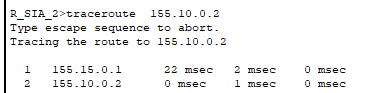 R_SIA_2>traceroute 155.10.0.2
Type escape sequence to abort.
Tracing the route to 155.10.0.2
1 155.15.0.1 22 msec 2 msec 0 msec
2 155.10.0.2 0 msec 1 msec 0 msec